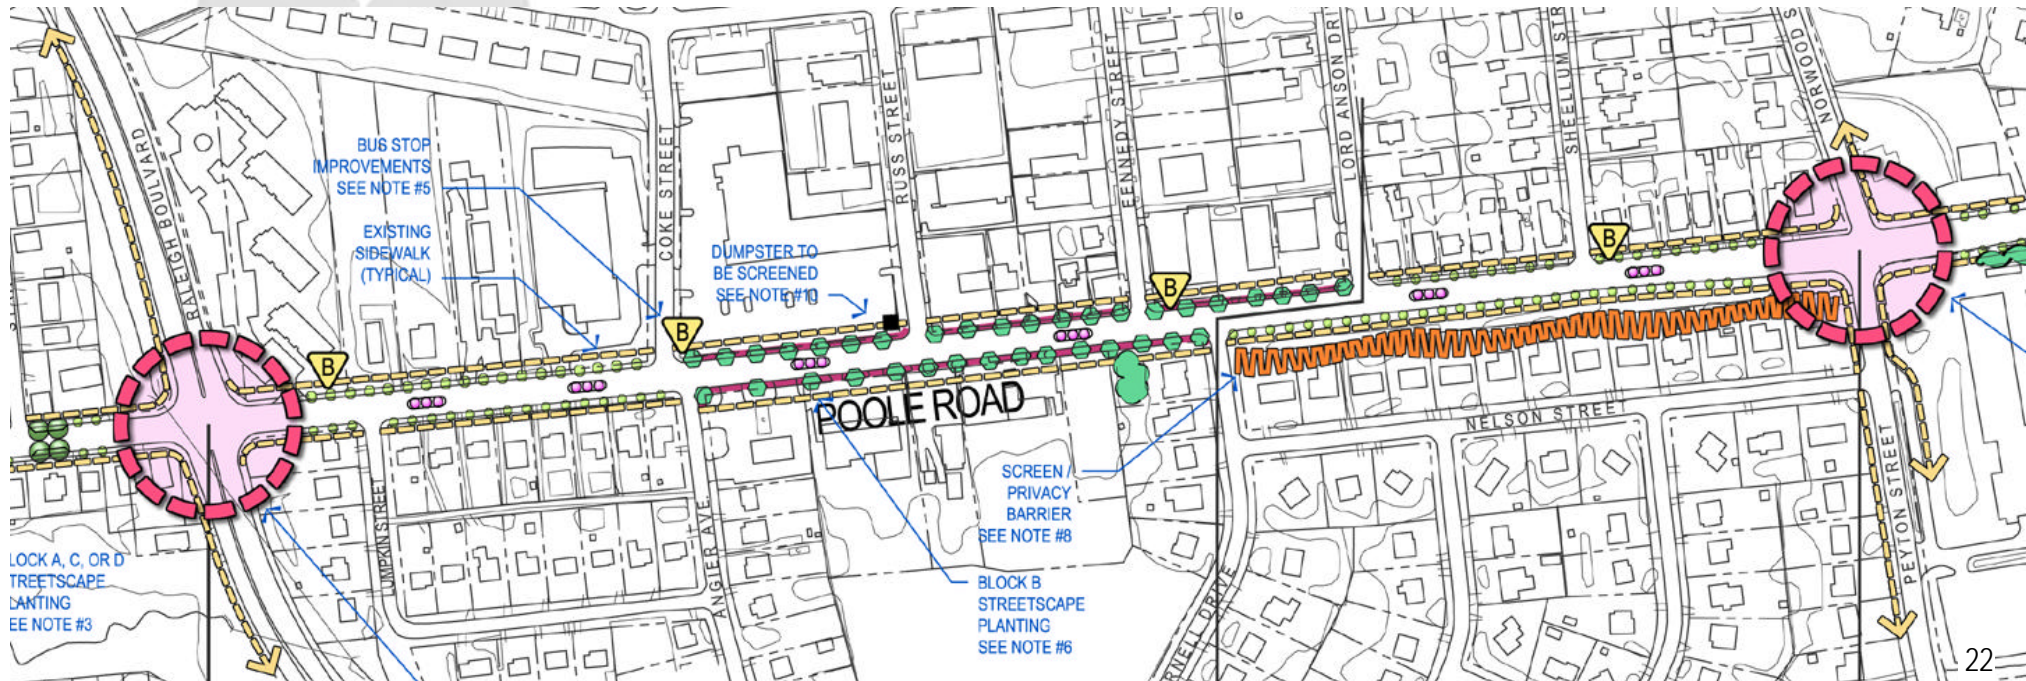 BUS STOP
IMPROVEMENTS
SEE NOTE #5
EXISTING
SIDEWALK
(TYPICAL)
RALEIGH BOULVARD
COKE STREET
DUMPSTER TO
BE SCREENED
SEE NOTE #10
RUSS STREET
LORD ANSON DR
SHELLUM STR
NORWOOD S
B
B
B
B
POOLE ROAD
NELSON STREET
LUMPKIN STREET
ANGIER AVE.
SCREEN /
PRIVACY
BARRIER
SEE NOTE #8
BLOCK B
STREETSCAPE
PLANTING
SEE NOTE #6
PEYTON STREET
LOCK A, C, OR D
TREETSCAPE
LANTING
EE NOTE #3
22